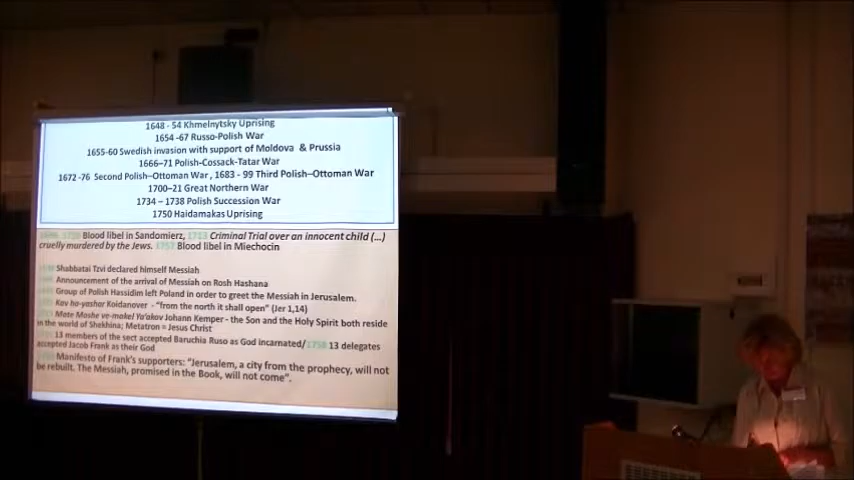 1648 - 54 Khmelnytsky Uprising
1654 -67 Russo-Polish War
1655-60 Swedish invasion with support of Moldova & Prussia
1666–71 Polish-Cossack-Tatar War
1672 -76 Second Polish–Ottoman War , 1683 - 99 Third Polish–Ottoman War
1700–21 Great Northern War
1734 – 1738 Polish Succession War
1750 Haidamakas Uprising
Blood libel in Sandomierz, 1713 Criminal Trial over an innocent child (...)
cruelly murdered by the Jews. Blood libel in Miechocin
Shabbatai Tzvi declared himself Messiah
Announcement of the arrival of Messiah on Rosh Hashana
Group of Polish Hassidim left Poland in order to greet the Messiah in Jerusalem.
Kav ha-yashar Koidanover - "from the north it shall open" (Jer 1,14)
Mate Moshe ve-makel Ya'akov Johann Kemper - the Son and the Holy Spirit both reside
in the world of Shekhina; Metatron = Jesus Christ
13 members of the sect accepted Baruchia Ruso as God incarnated/ 13 delegates
accepted Jacob Frank as their God
Manifesto of Frank's supporters: "Jerusalem, a city from the prophecy, will not
be rebuilt. The Messiah, promised in the Book, will not come".